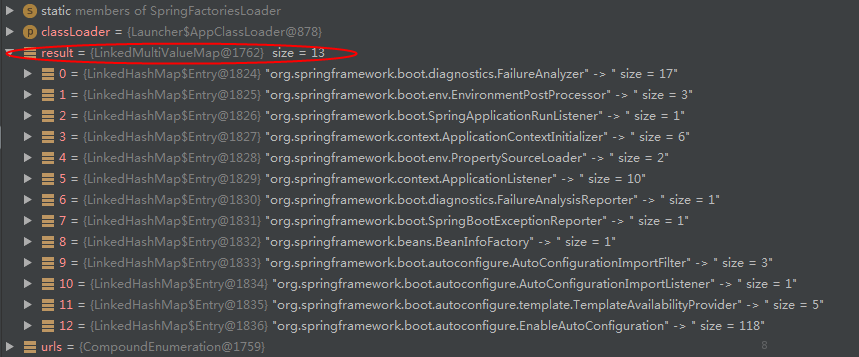 s static members of SpringFactoriesLoader
p classLoader = {Launcher$AppClassLoader@878}
result = {LinkedMultiValueMap@1762} size = 13
0 = {LinkedHashMap$Entry@1824} "org.springframework.boot.diagnostics.FailureAnalyzer" -> " size = 17"
1 = {LinkedHashMap$Entry@1825} "org.springframework.boot.env.EnvironmentPostProcessor" -> " size = 3"
2 = {LinkedHashMap$Entry@1826} "org.springframework.boot.SpringApplicationRunListener" -> " size = 1"
3 = {LinkedHashMap$Entry@1827} "org.springframework.context.ApplicationContextInitializer" -> " size = 6"
4 = {LinkedHashMap$Entry@1828} "org.springframework.boot.env.PropertySourceLoader" -> " size = 2"
5 = {LinkedHashMap$Entry@1829} "org.springframework.context.ApplicationListener" -> " size = 10"
6 = {LinkedHashMap$Entry@1830} "org.springframework.boot.diagnostics.FailureAnalysisReporter" -> " size = 1"
7 = {LinkedHashMap$Entry@1831} "org.springframework.boot.SpringBootExceptionReporter" -> " size = 1"
8 = {LinkedHashMap$Entry@1832} "org.springframework.beans.BeanInfoFactory" -> " size = 1"
9 = {LinkedHashMap$Entry@1833} "org.springframework.boot.autoconfigure.AutoConfigurationImportFilter" -> " size = 3"
10 = {LinkedHashMap$Entry@1834} "org.springframework.boot.autoconfigure.AutoConfigurationImportListener" -> " size = 1"
11 = {LinkedHashMap$Entry@1835} "org.springframework.boot.autoconfigure.template.TemplateAvailabilityProvider" -> " size = 5"
12 = {LinkedHashMap$Entry@1836} "org.springframework.boot.autoconfigure.EnableAutoConfiguration" -> " size = 118"
urls = {CompoundEnumeration@1759}
8